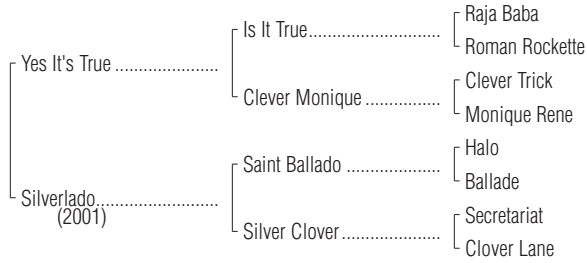 Raja Baba
Is It True
Roman Rockette
Yes It's True
Clever Trick
Clever Monique
Monique Rene
Halo
Saint Ballado
Ballade
Silverlado
(2001)
Secretariat
Silver Clover
Clover Lane